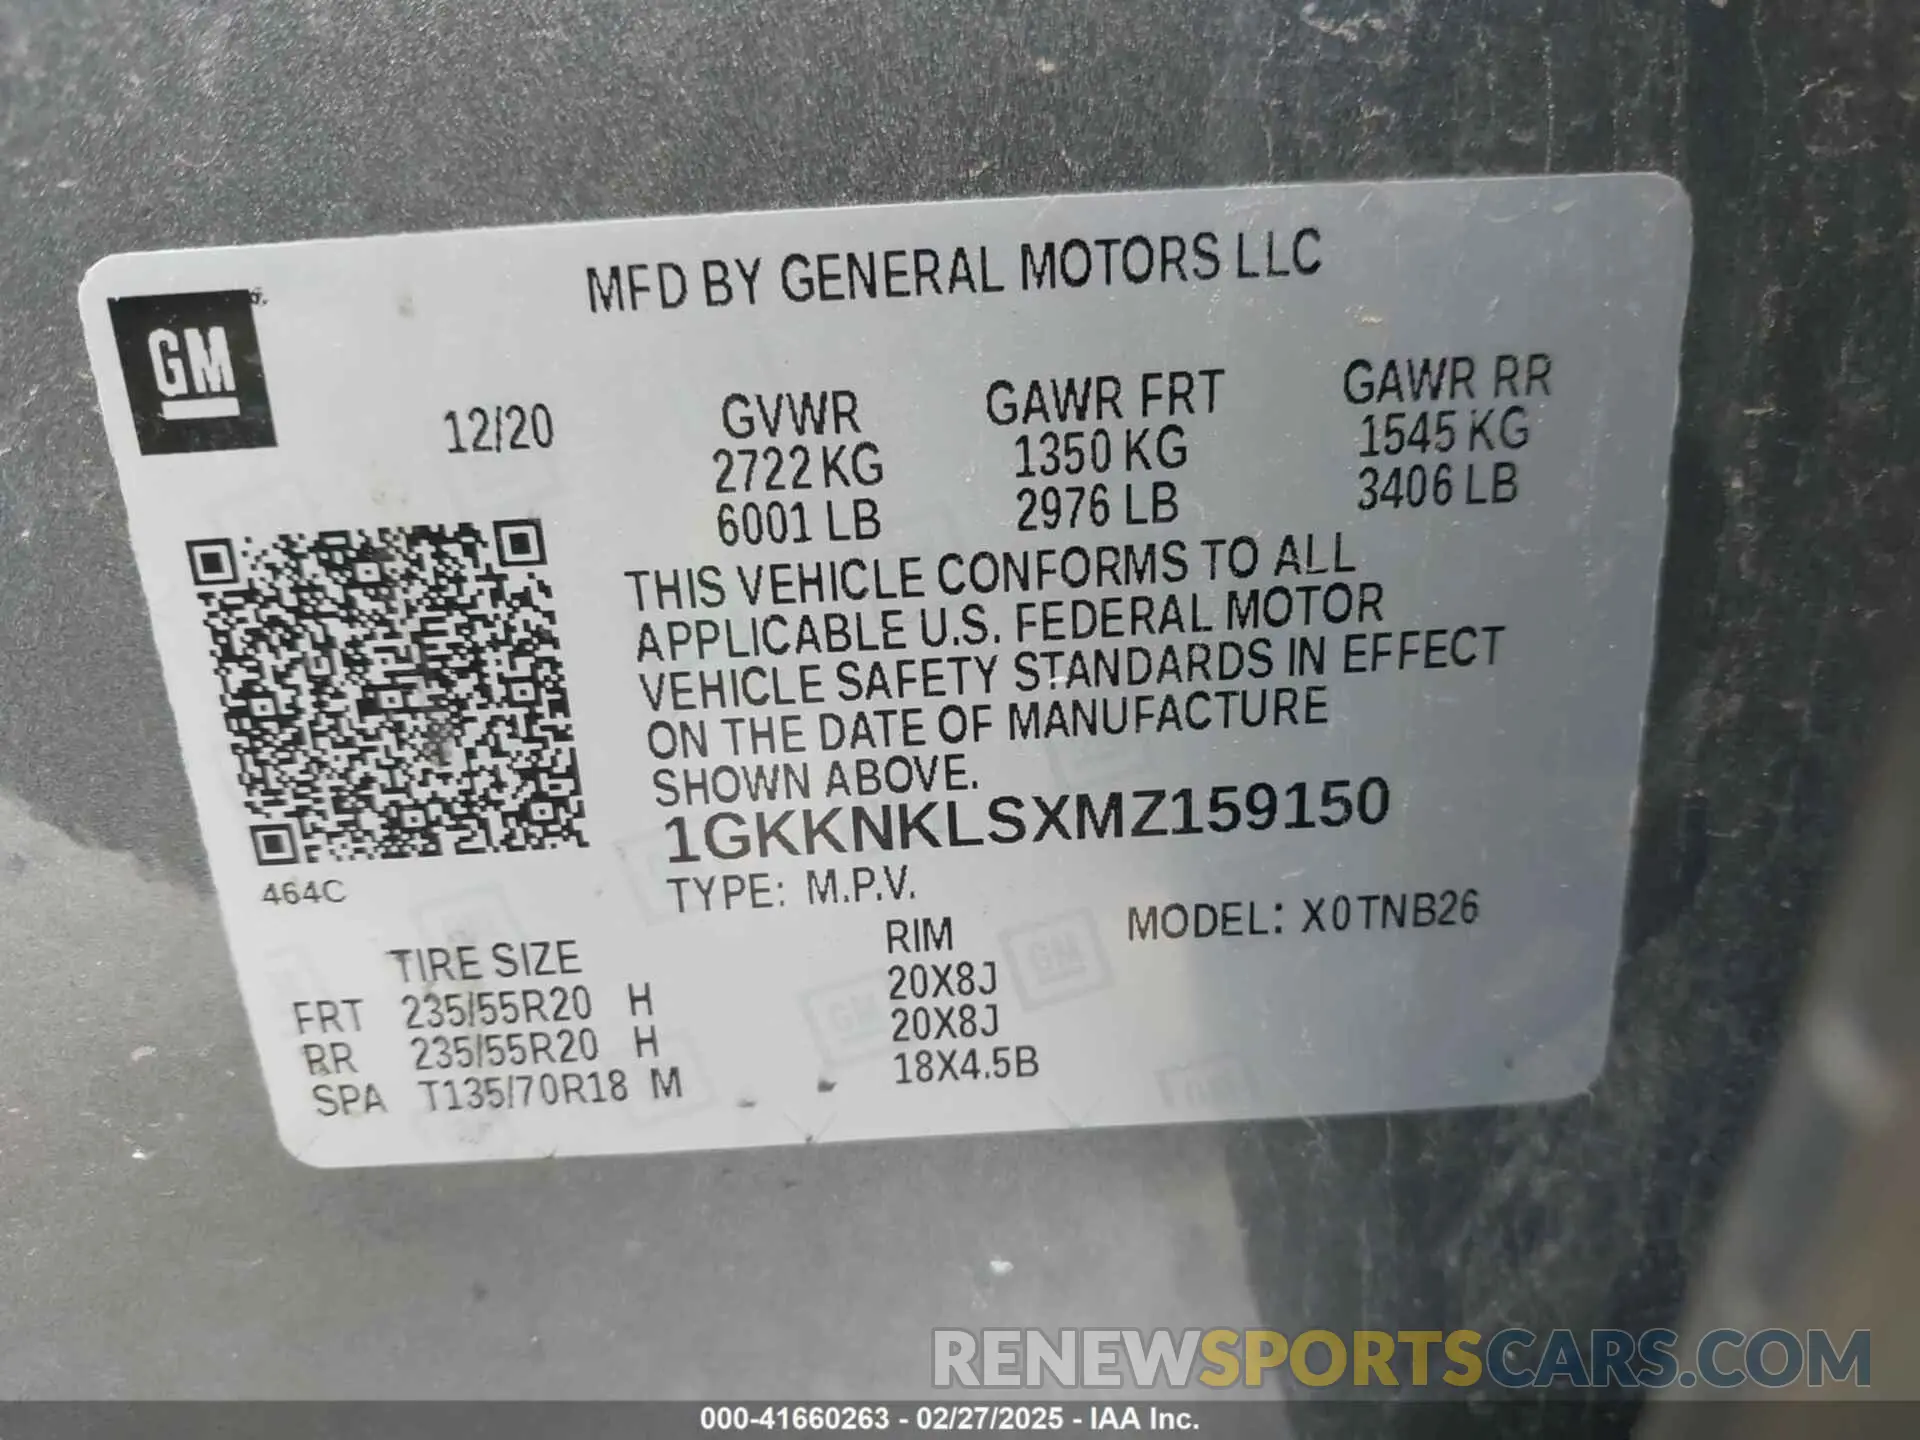 MFD BY GENERAL MOTORS LLC
GM
12/20
GVWR GAWR FRT GAWR RR
2722 KG 1350 KG 1545 KG
6001 LB 2976 LB 3406 LB
THIS VEHICLE CONFORMS TO ALL
APPLICABLE U.S. FEDERAL MOTOR
VEHICLE SAFETY STANDARDS IN EFFECT
ON THE DATE OF MANUFACTURE
SHOWN ABOVE.
1GKKNKLSXMZ159150
464C
TYPE: M.P.V. MODEL: X0TNB26
TIRE SIZE RIM
FRT 235/55R20 H 20X8J
RR 235/55R20 H 20X8J
SPA T135/70R18 M 18X4.5B
GM GM
RENEWSPORTSCARS.COM
000-41660263 - 02/27/2025 - IAA Inc.